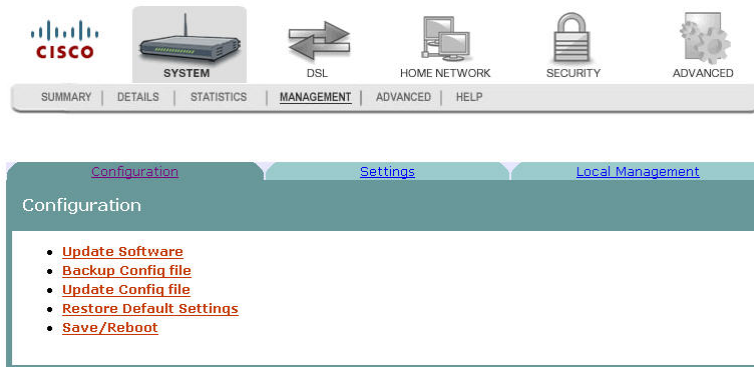 CISCO
SYSTEM DSL HOME NETWORK SECURITY ADVANCED
SUMMARY | DETAILS | STATISTICS | MANAGEMENT | ADVANCED | HELP
Configuration Settings Local Management
Configuration
Update Software
Backup Config file
Update Config file
Restore Default Settings
Save/Reboot